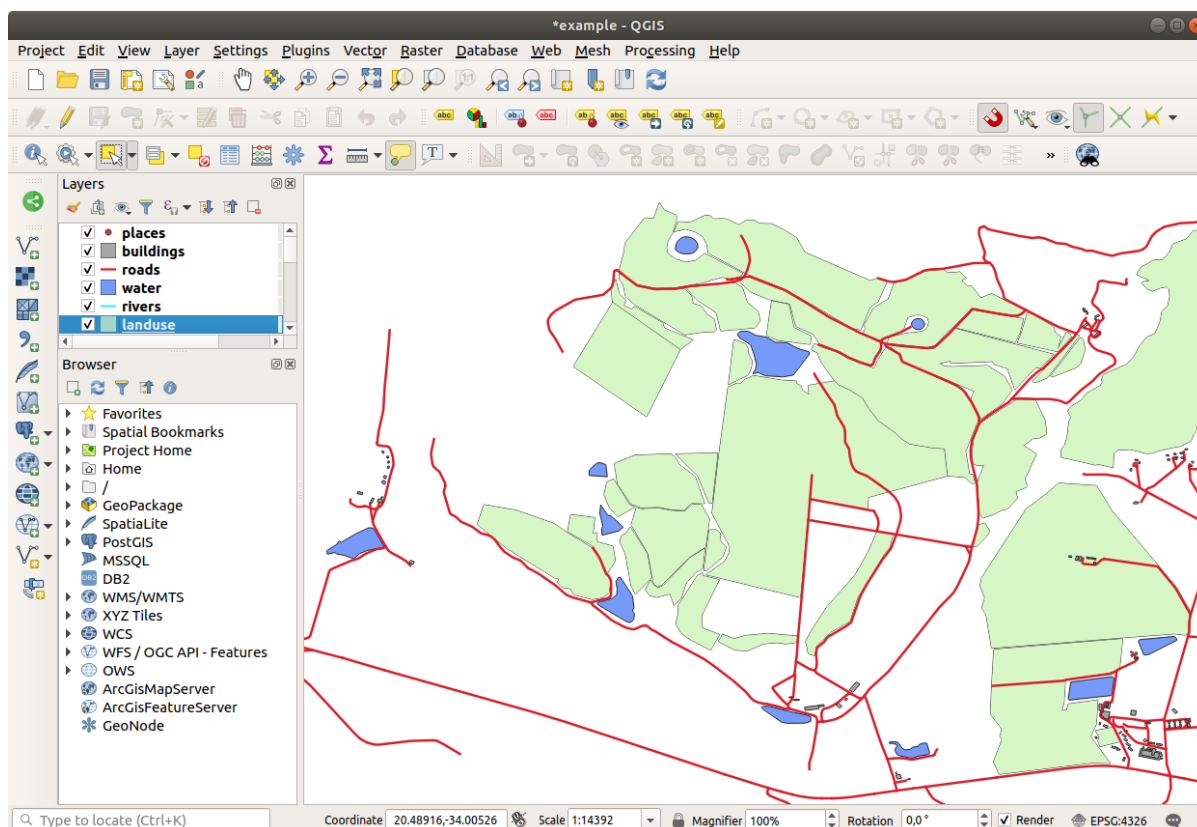 *example - QGIS
Project Edit View Layer Settings Plugins Vector Raster Database Web Mesh Processing Help
Layers
places
buildings
roads
water
rivers
landuse
Browser
Favorites
Spatial Bookmarks
Project Home
Home
/
GeoPackage
SpatiaLite
PostGIS
MSSQL
DB2
WMS/WMTS
XYZ Tiles
WCS
WFS / OGC API - Features
OWS
ArcGisMapServer
ArcGisFeatureServer
GeoNode
Type to locate (Ctrl+K) Coordinate 20.48916,-34.00526 Scale 1:14392 Magnifier 100% Rotation 0,0 ° Render EPSG:4326